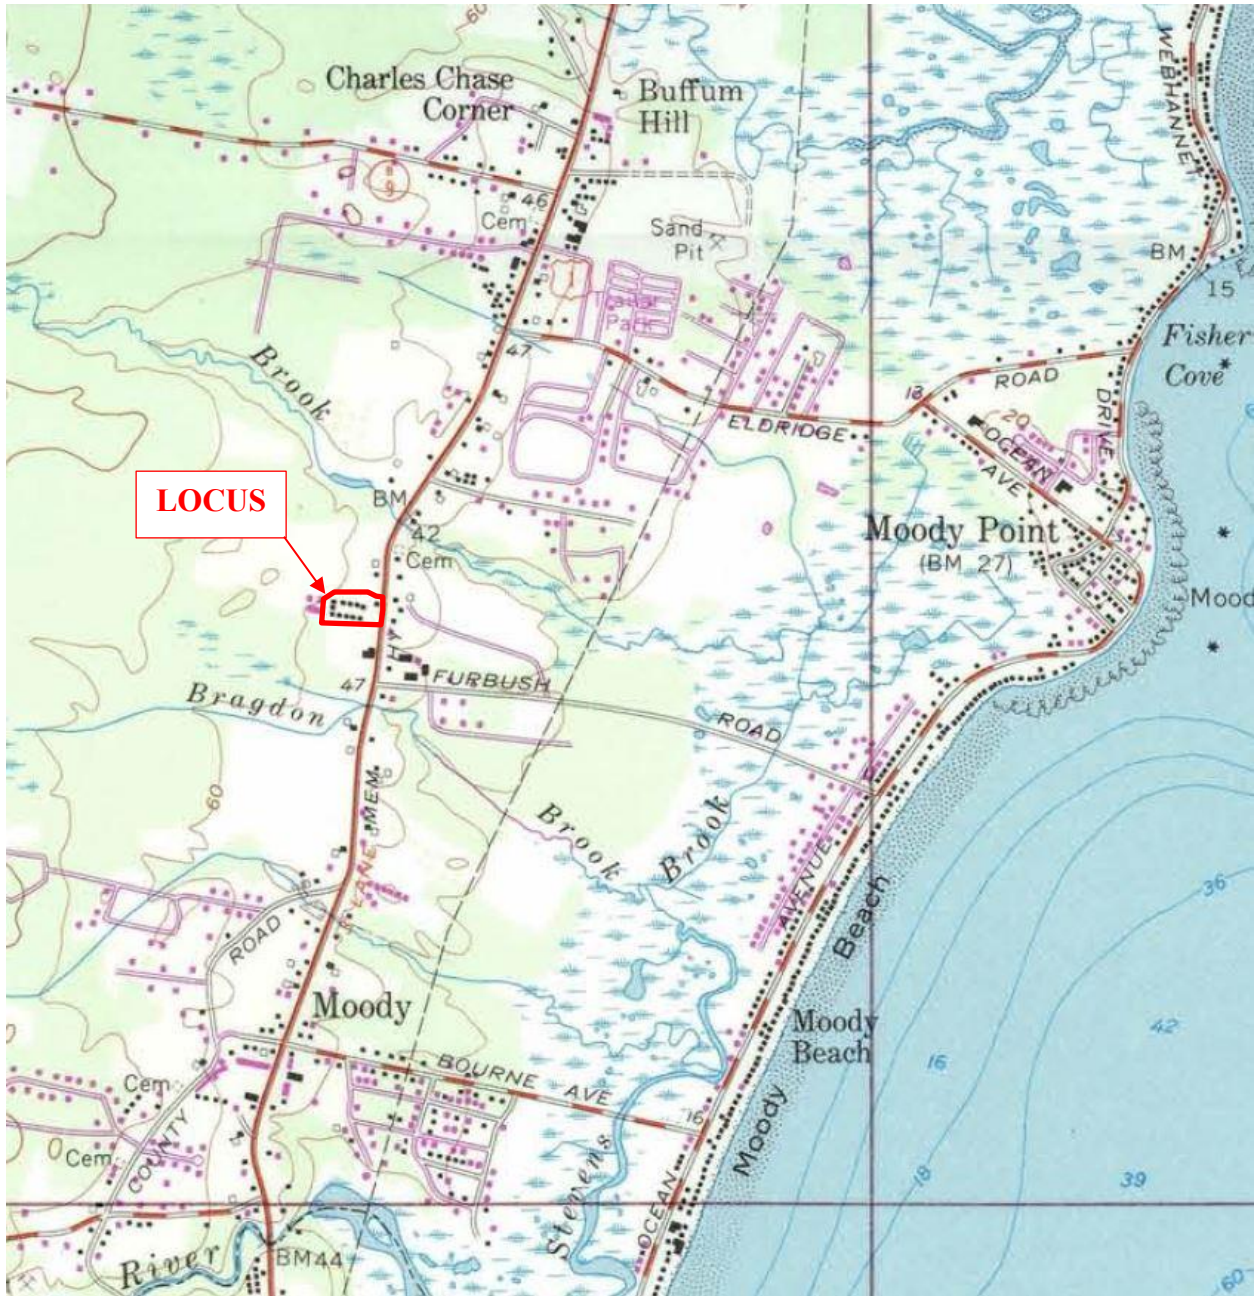 60
WEBHANNET
Charles Chase
Corner
Buffum
Hill
46
Cem
Sand
Pit
BM
15
Trailer
Park
Fisher
Cove
47
ROAD
13
DRIVE
Brook
ELDRIDGE
20
OCEAN
AVE
LOCUS
BM
42
Cem
Moody Point
(BM 27)
Mood
HY
FURBUSH
ROAD
47
Bragdon
60
MEM
LANE
Brook
Brook
AVENUE
Beach
36
ROAD
Moody
Moody
Beach
42
16
BOURNE AVE
16
Moody
Cem
COUNTY
Cem
Stevens
OCEAN
18
39
River
BM44
60